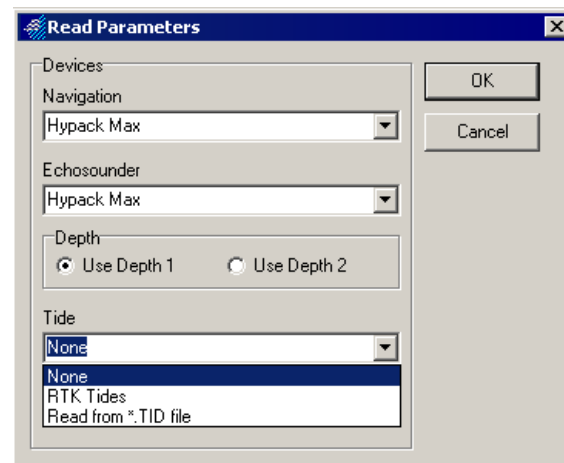 Read Parameters
Devices
Navigation
Hypack Max
Echosounder
Hypack Max
Depth
Use Depth 1 Use Depth 2
Tide
None
None
RTK Tides
Read from *.TID file
OK
Cancel